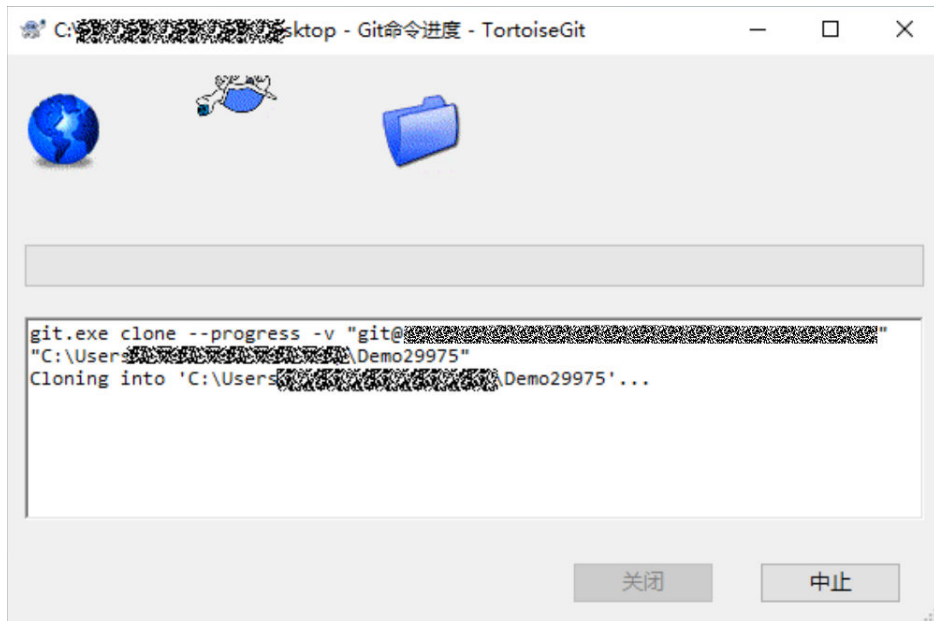 C:\sktop - Git命令进度 - TortoiseGit
git.exe clone --progress -v "git@"
"C:\Users\Demo29975"
Cloning into 'C:\Users\Demo29975'...
关闭
中止